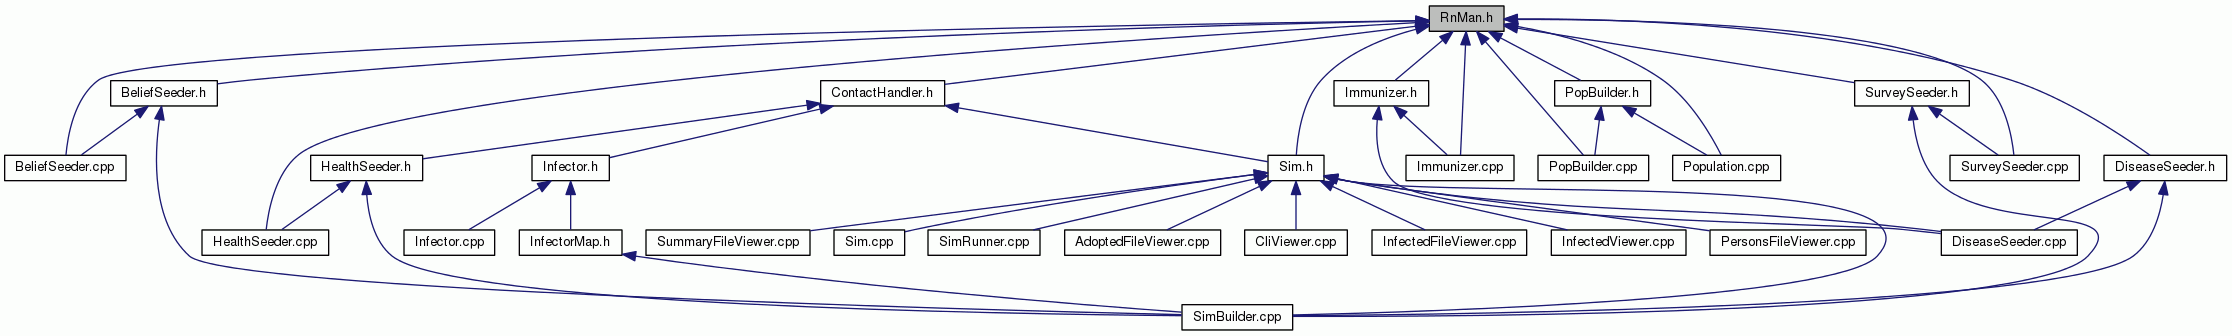 RnMan.h
BeliefSeeder.h
ContactHandler.h
Immunizer.h
PopBuilder.h
SurveySeeder.h
BeliefSeeder.cpp
HealthSeeder.h
Infector.h
Sim.h
Immunizer.cpp
PopBuilder.cpp
Population.cpp
SurveySeeder.cpp
DiseaseSeeder.h
HealthSeeder.cpp
Infector.cpp
InfectorMap.h
SummaryFileViewer.cpp
Sim.cpp
SimRunner.cpp
AdoptedFileViewer.cpp
CliViewer.cpp
InfectedFileViewer.cpp
InfectedViewer.cpp
PersonsFileViewer.cpp
DiseaseSeeder.cpp
SimBuilder.cpp